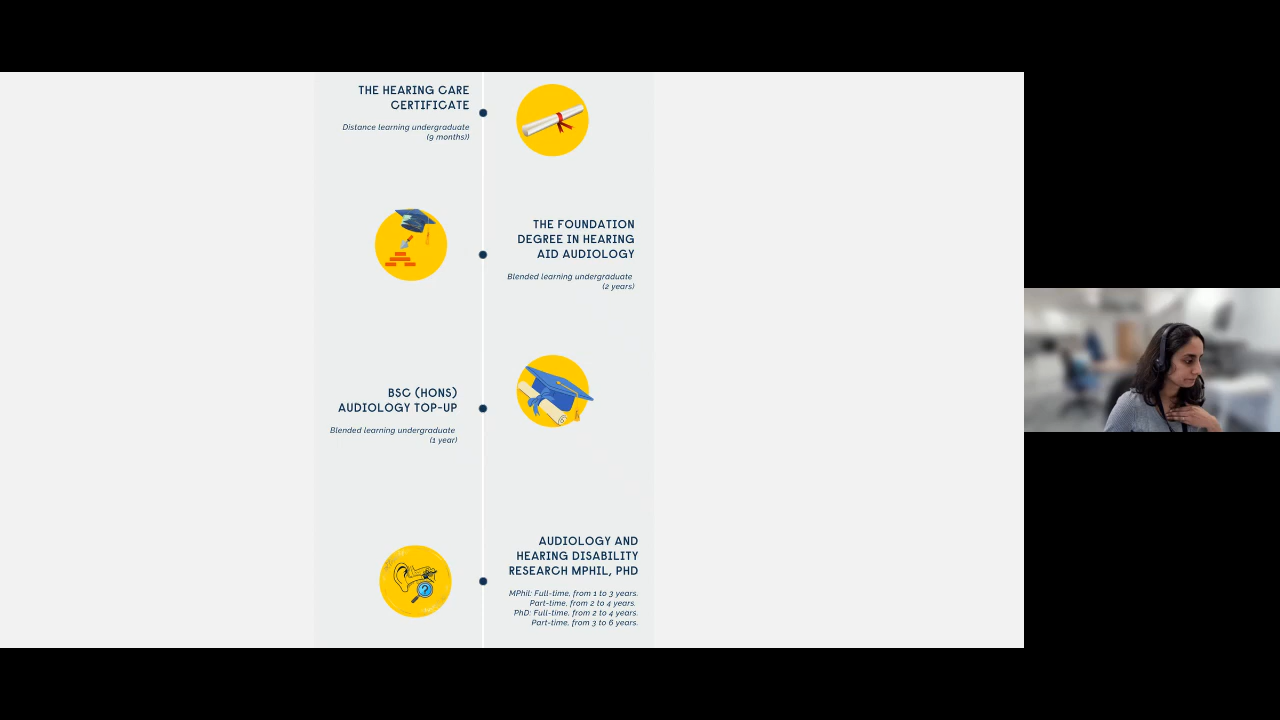 THE HEARING CARE
CERTIFICATE
Distance learning undergraduate
(9 months))
THE FOUNDATION
DEGREE IN HEARING
AID AUDIOLOGY
Blended learning undergraduate
(2 years)
BSC (HONS)
AUDIOLOGY TOP-UP
Blended learning undergraduate
(1 year)
AUDIOLOGY AND
HEARING DISABILITY
RESEARCH MPHIL, PHD
MPhil: Full-time, from 1 to 3 years.
Part-time, from 2 to 4 years.
PhD: Full-time, from 2 to 4 years.
Part-time, from 3 to 6 years.